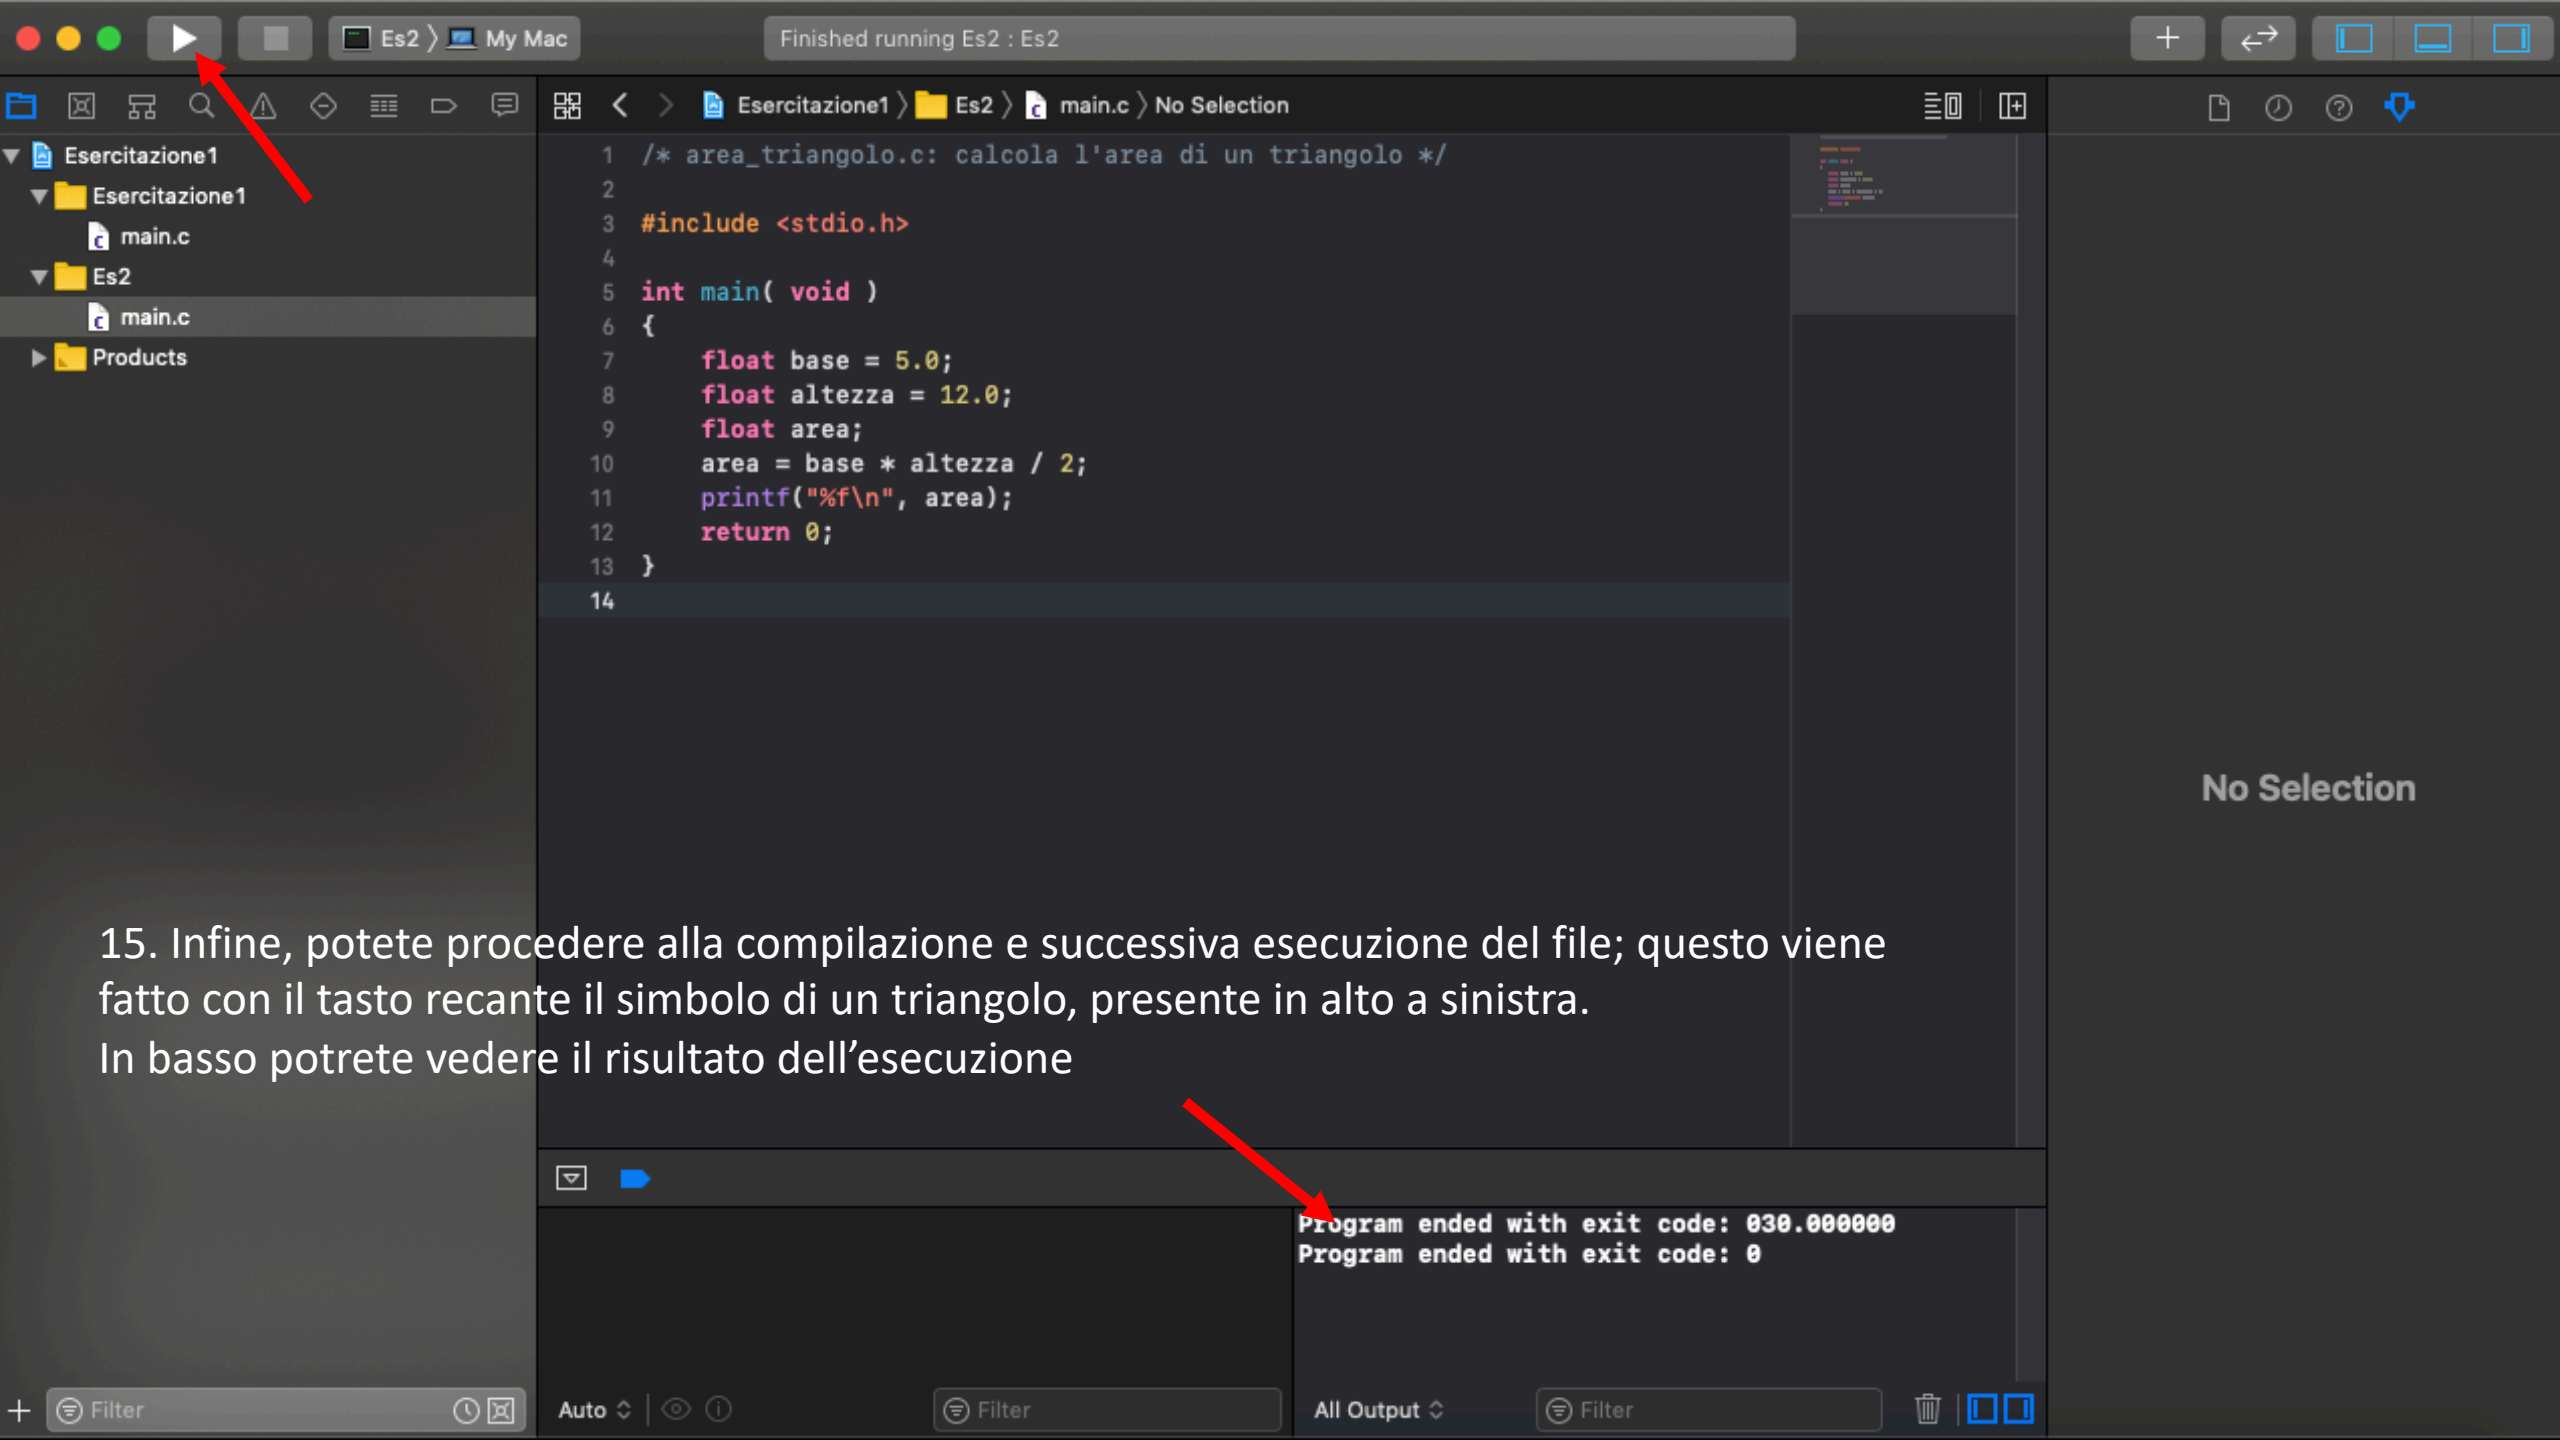 Es2 〉 My Mac
Finished running Es2 : Es2
Esercitazione1 〉 Es2 〉 main.c 〉 No Selection
Esercitazione1
Esercitazione1
main.c
Es2
main.c
Products
1 /* area_triangolo.c: calcola l'area di un triangolo */
2
3 #include <stdio.h>
4
5 int main( void )
6 {
7 float base = 5.0;
8 float altezza = 12.0;
9 float area;
10 area = base * altezza / 2;
11 printf("%f\n", area);
12 return 0;
13 }
14
No Selection
15. Infine, potete procedere alla compilazione e successiva esecuzione del file; questo viene
fatto con il tasto recante il simbolo di un triangolo, presente in alto a sinistra.
In basso potrete vedere il risultato dell’esecuzione
Program ended with exit code: 030.000000
Program ended with exit code: 0
Filter
Auto
Filter
All Output
Filter